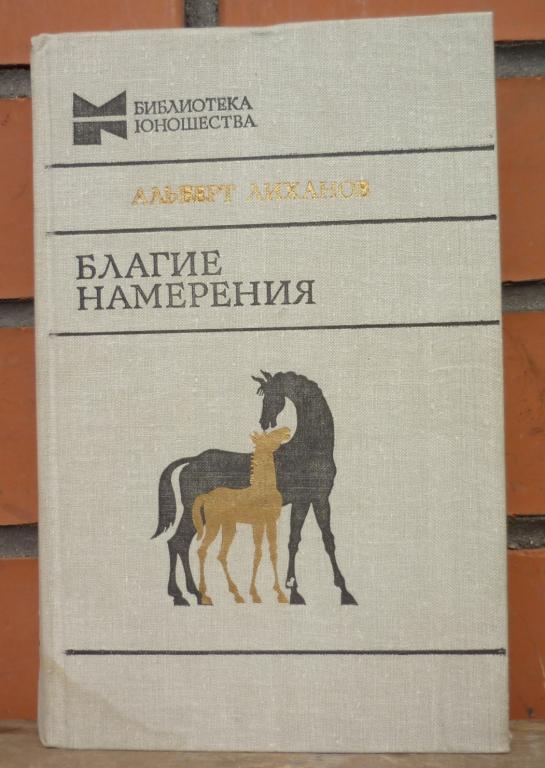 БИБЛИОТЕКА
ЮНОШЕСТВА
АЛЬБЕРТ ЛИХАНОВ
БЛАГИЕ
НАМЕРЕНИЯ